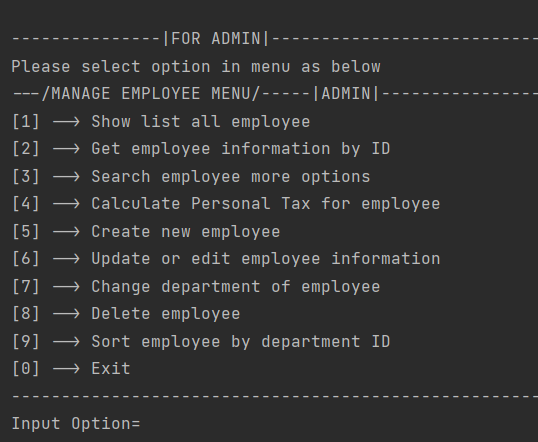 ---------------|FOR ADMIN|---------------------------
Please select option in menu as below
---/MANAGE EMPLOYEE MENU/-----|ADMIN|----------------
[1] --> Show list all employee
[2] --> Get employee information by ID
[3] --> Search employee more options
[4] --> Calculate Personal Tax for employee
[5] --> Create new employee
[6] --> Update or edit employee information
[7] --> Change department of employee
[8] --> Delete employee
[9] --> Sort employee by department ID
[0] --> Exit
-----------------------------------------------------
Input Option=